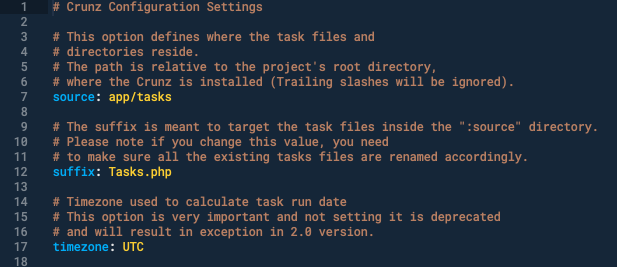 1 # Crunz Configuration Settings
2
3 # This option defines where the task files and
4 # directories reside.
5 # The path is relative to the project's root directory,
6 # where the Crunz is installed (Trailing slashes will be ignored).
7 source: app/tasks
8
9 # The suffix is meant to target the task files inside the ":source" directory.
10 # Please note if you change this value, you need
11 # to make sure all the existing tasks files are renamed accordingly.
12 suffix: Tasks.php
13
14 # Timezone used to calculate task run date
15 # This option is very important and not setting it is deprecated
16 # and will result in exception in 2.0 version.
17 timezone: UTC
18